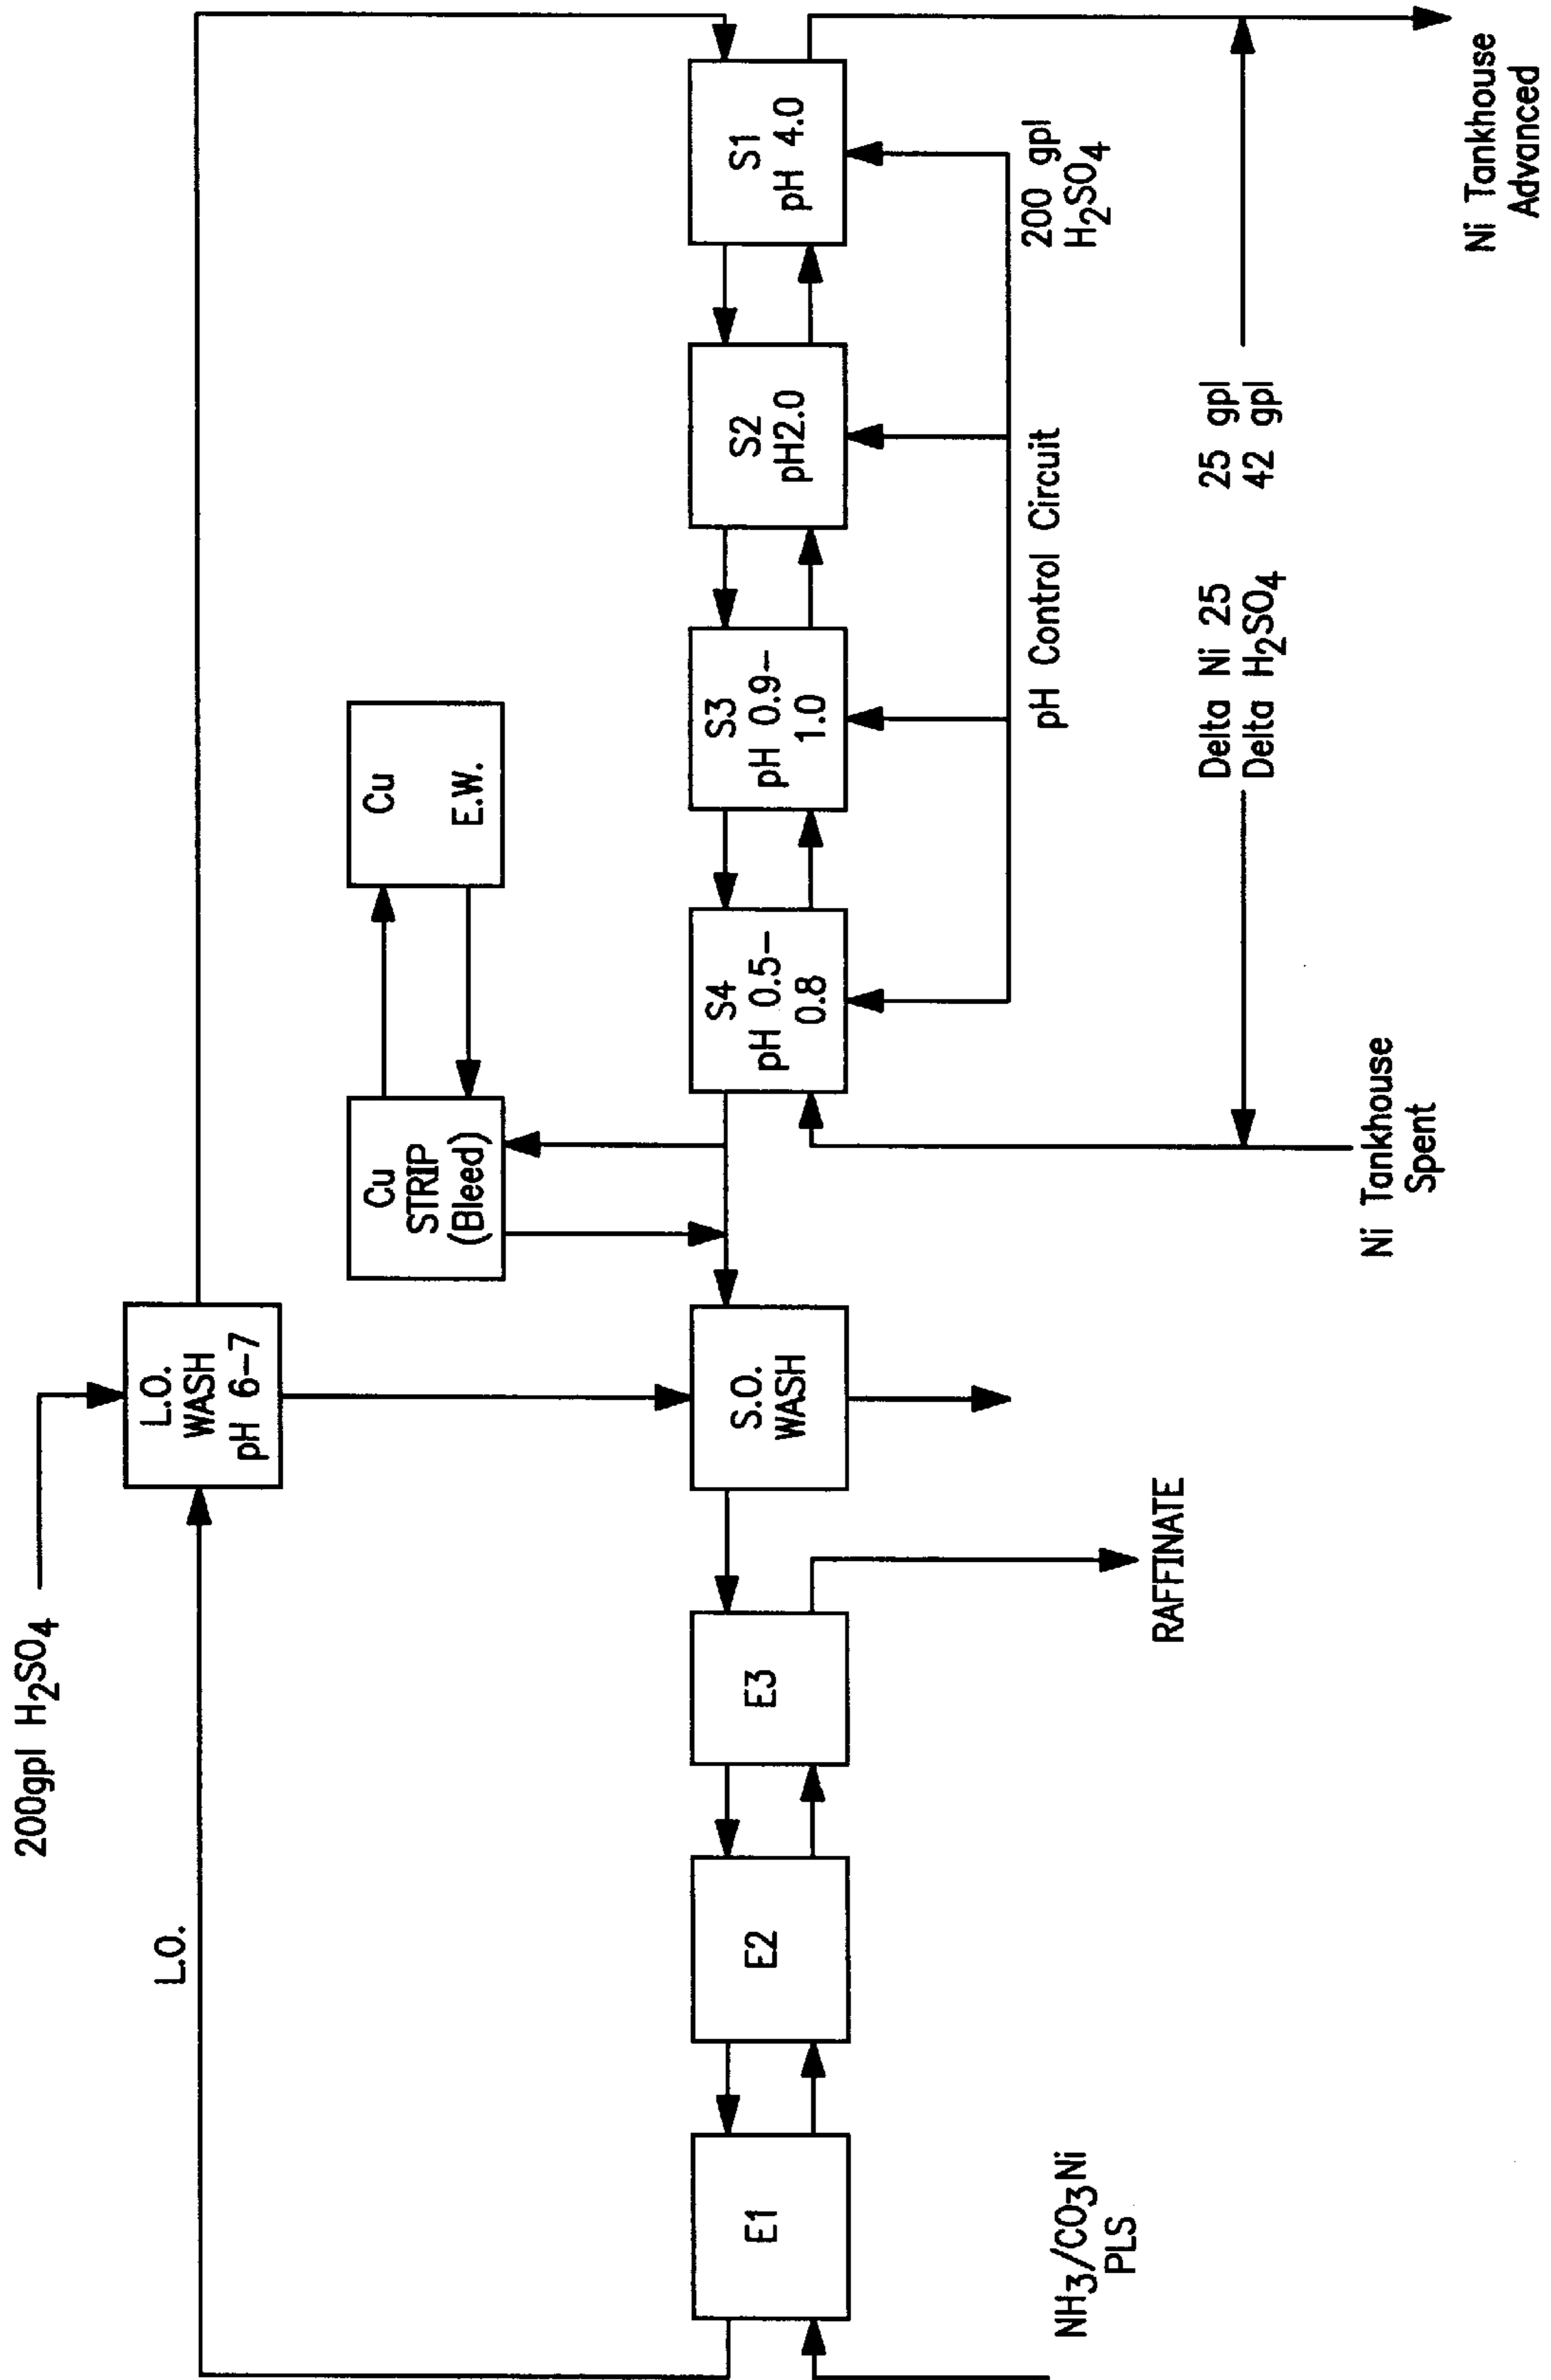 200gpl H2SO4
L.O.
L.O.
WASH
pH 6-7
Cu
STRIP
(Bleed)
Cu
E.W.
E1
E2
E3
S.O.
WASH
S4
pH 0.5-
0.8
S3
pH 0.9-
1.0
S2
pH2.0
S1
pH 4.0
NH3/CO3Ni
PLS
RAFFINATE
pH Control Circuit
200 gpl
H2SO4
Delta Ni 25 25 gpl
Delta H2SO4 42 gpl
Ni Tankhouse
Spent
Ni Tankhouse
Advanced